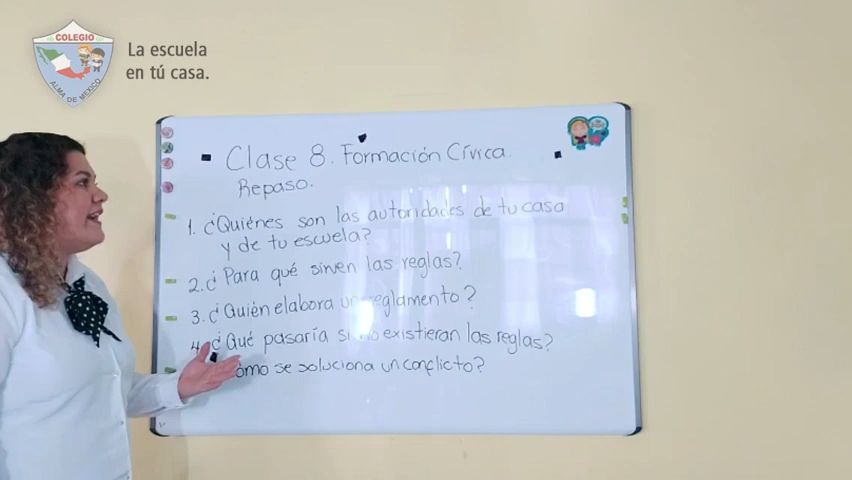 COLEGIO
ALMA DE MEXICO
La escuela
en tú casa.
Clase 8. Formación Cívica.
Repaso.
1. ¿Quiénes son las autoridades de tu casa
y de tu escuela?
2. ¿Para qué sirven las reglas?
3. ¿Quién elabora un reglamento?
4. ¿Qué pasaría si no existieran las reglas?
ómo se soluciona un conflicto?